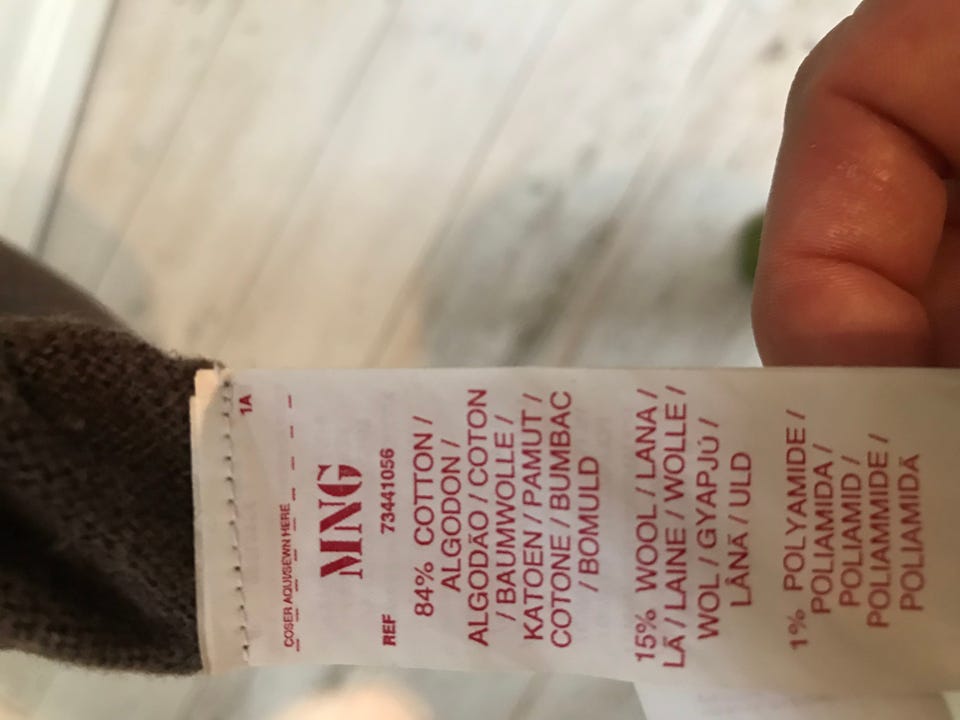 1A
COSER AQUI/SEWN HERE
MNG
REF 73441056
84% COTTON /
ALGODON /
ALGODÃO / COTON
/ BAUMWOLLE /
KATOEN / PAMUT /
COTONE / BUMBAC
/ BOMULD
15% WOOL / LANA /
LÃ / LAINE / WOLLE /
WOL / GYAPJÚ /
LÂNĂ / ULD
1% POLYAMIDE /
POLIAMIDA /
POLIAMID /
POLIAMMIDE /
POLIAMIDĂ